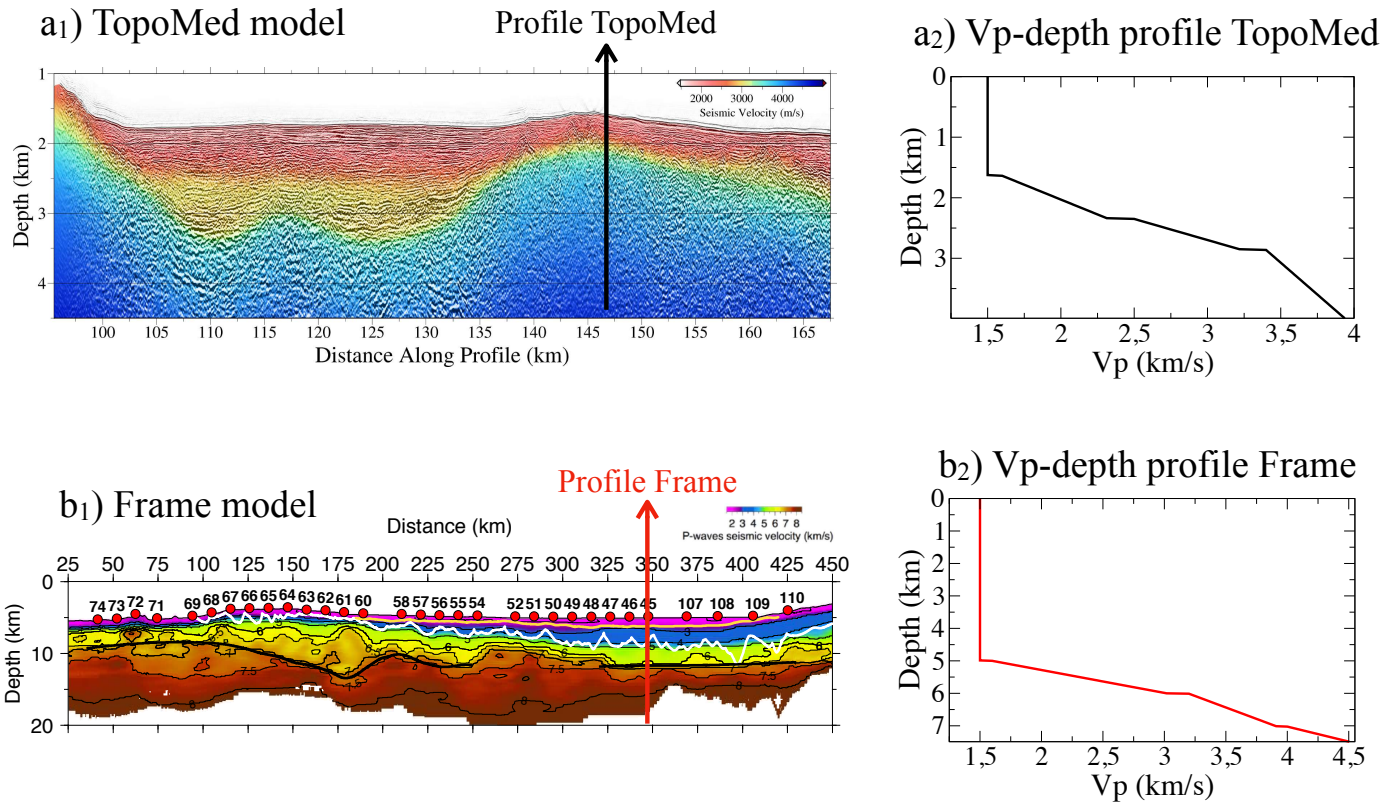 a1) TopoMed model
Profile TopoMed
a2) Vp-depth profile TopoMed
1
2
3
4
Depth (km)
2000 3000 4000
Seismic Velocity (m/s)
100 105 110 115 120 125 130 135 140 145 150 155 160 165
Distance Along Profile (km)
0
1
2
3
Depth (km)
1,5 2 2,5 3 3,5 4
Vp (km/s)
b1) Frame model
Profile Frame
b2) Vp-depth profile Frame
Distance (km)
2 3 4 5 6 7 8
P-waves seismic velocity (km/s)
25 50 75 100 125 150 175 200 225 250 275 300 325 350 375 400 425 450
0
10
20
Depth (km)
74 73 72 71 69 68 67 66 65 64 63 62 61 60 58 57 56 55 54 52 51 50 49 48 47 46 45 107 108 109 110
7.5
7.5
7.5
0
1
2
3
4
5
6
7
Depth (km)
1,5 2 2,5 3 3,5 4 4,5
Vp (km/s)